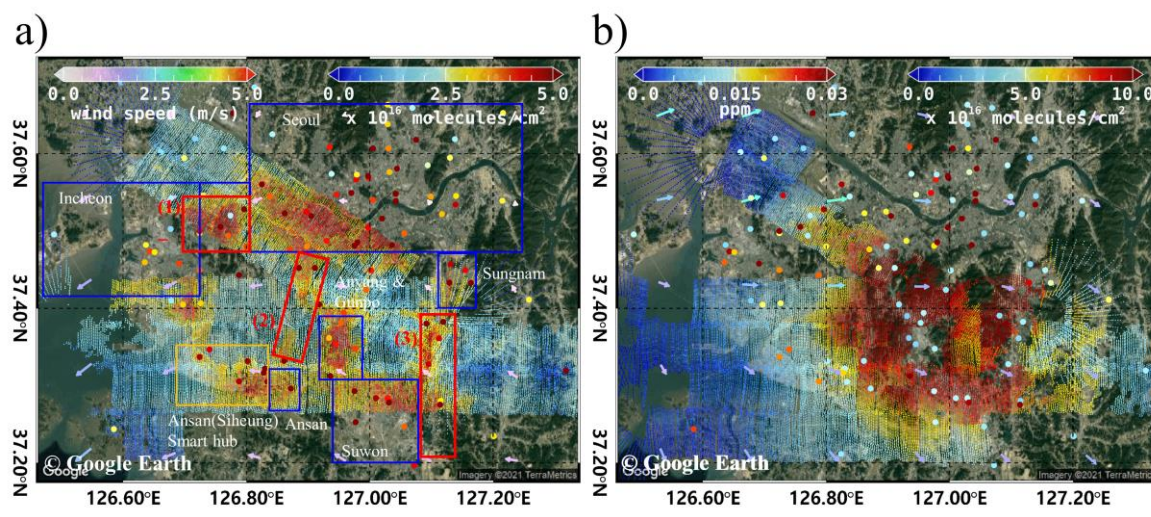 a)
0.0 2.5 5.0
wind speed (m/s)
0.0 2.5 5.0
x 10¹⁶ molecules/cm²
Seoul
Incheon
(1)
Sungnam
Anyang &
Gunpo
(2)
(3)
Ansan(Siheung)
Smart hub
Ansan
Suwon
© Google Earth
Google
Imagery ©2021 TerraMetrics
37.60°N
37.40°N
37.20°N
126.60°E 126.80°E 127.00°E 127.20°E
b)
0.0 0.015 0.03
ppm
0.0 5.0 10.0
x 10¹⁶ molecules/cm²
© Google Earth
Google
Imagery ©2021 TerraMetrics
37.60°N
37.40°N
37.20°N
126.60°E 126.80°E 127.00°E 127.20°E